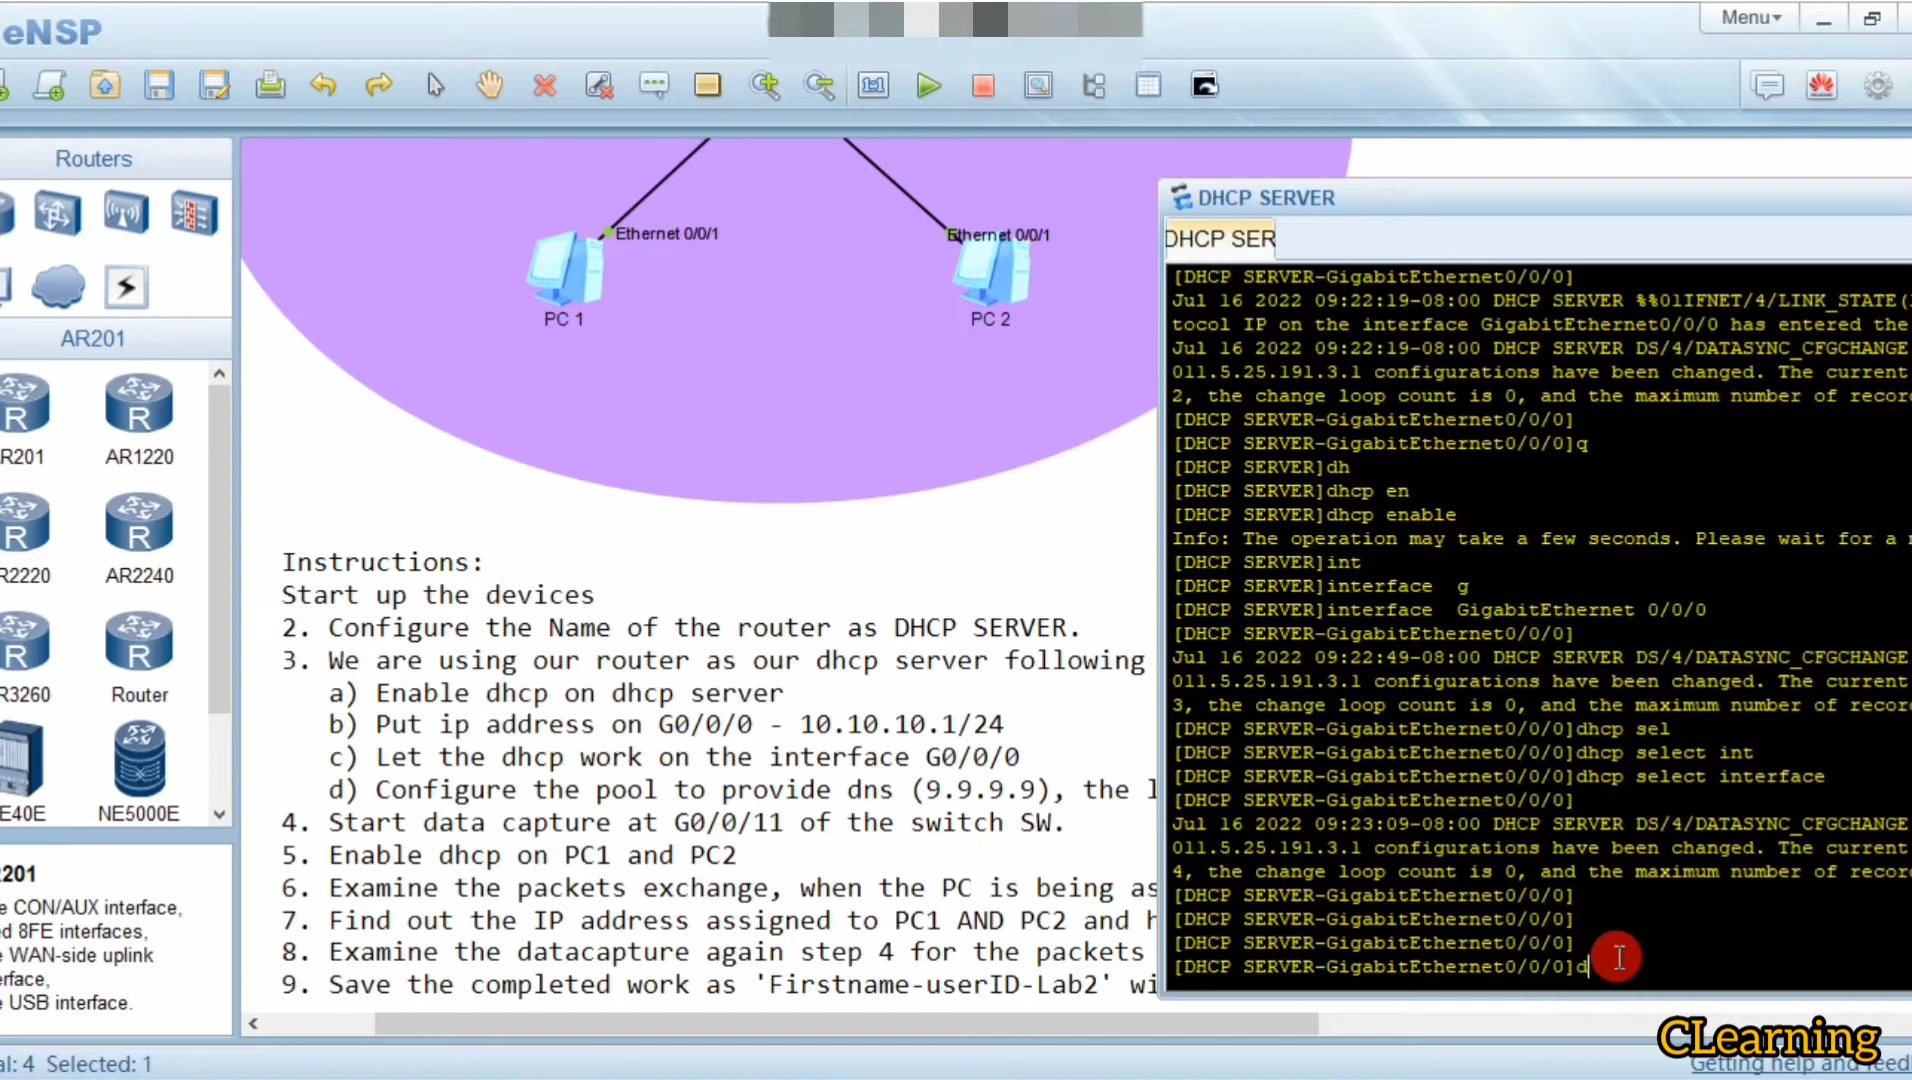 eNSP
Menu
Routers
AR201
R201
AR1220
R2220
AR2240
R3260
Router
E40E
NE5000E
201
e CON/AUX interface,
ed 8FE interfaces,
e WAN-side uplink
erface,
e USB interface.
al: 4 Selected: 1
Ethernet 0/0/1
Ethernet 0/0/1
PC 1
PC 2
Instructions:
Start up the devices
2. Configure the Name of the router as DHCP SERVER.
3. We are using our router as our dhcp server following
a) Enable dhcp on dhcp server
b) Put ip address on G0/0/0 - 10.10.10.1/24
c) Let the dhcp work on the interface G0/0/0
d) Configure the pool to provide dns (9.9.9.9), the l
4. Start data capture at G0/0/11 of the switch SW.
5. Enable dhcp on PC1 and PC2
6. Examine the packets exchange, when the PC is being as
7. Find out the IP address assigned to PC1 AND PC2 and h
8. Examine the datacapture again step 4 for the packets
9. Save the completed work as 'Firstname-userID-Lab2' wi
DHCP SERVER
DHCP SER
[DHCP SERVER-GigabitEthernet0/0/0]
Jul 16 2022 09:22:19-08:00 DHCP SERVER %%01IFNET/4/LINK_STATE(
tocol IP on the interface GigabitEthernet0/0/0 has entered the
Jul 16 2022 09:22:19-08:00 DHCP SERVER DS/4/DATASYNC_CFGCHANGE
011.5.25.191.3.1 configurations have been changed. The current
2, the change loop count is 0, and the maximum number of recor
[DHCP SERVER-GigabitEthernet0/0/0]
[DHCP SERVER-GigabitEthernet0/0/0]q
[DHCP SERVER]dh
[DHCP SERVER]dhcp en
[DHCP SERVER]dhcp enable
Info: The operation may take a few seconds. Please wait for a
[DHCP SERVER]int
[DHCP SERVER]interface g
[DHCP SERVER]interface GigabitEthernet 0/0/0
[DHCP SERVER-GigabitEthernet0/0/0]
Jul 16 2022 09:22:49-08:00 DHCP SERVER DS/4/DATASYNC_CFGCHANGE
011.5.25.191.3.1 configurations have been changed. The current
3, the change loop count is 0, and the maximum number of recor
[DHCP SERVER-GigabitEthernet0/0/0]dhcp sel
[DHCP SERVER-GigabitEthernet0/0/0]dhcp select int
[DHCP SERVER-GigabitEthernet0/0/0]dhcp select interface
[DHCP SERVER-GigabitEthernet0/0/0]
Jul 16 2022 09:23:09-08:00 DHCP SERVER DS/4/DATASYNC_CFGCHANGE
011.5.25.191.3.1 configurations have been changed. The current
4, the change loop count is 0, and the maximum number of recor
[DHCP SERVER-GigabitEthernet0/0/0]
[DHCP SERVER-GigabitEthernet0/0/0]
[DHCP SERVER-GigabitEthernet0/0/0]
[DHCP SERVER-GigabitEthernet0/0/0]d
CLearning
Getting help and feed